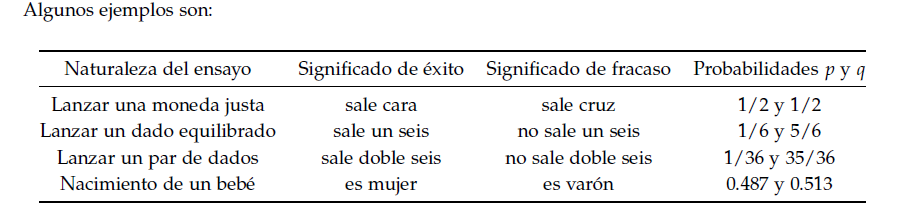 Algunos ejemplos son:
Naturaleza del ensayo Significado de éxito Significado de fracaso Probabilidades p y q
Lanzar una moneda justa sale cara sale cruz 1/2 y 1/2
Lanzar un dado equilibrado sale un seis no sale un seis 1/6 y 5/6
Lanzar un par de dados sale doble seis no sale doble seis 1/36 y 35/36
Nacimiento de un bebé es mujer es varón 0.487 y 0.513